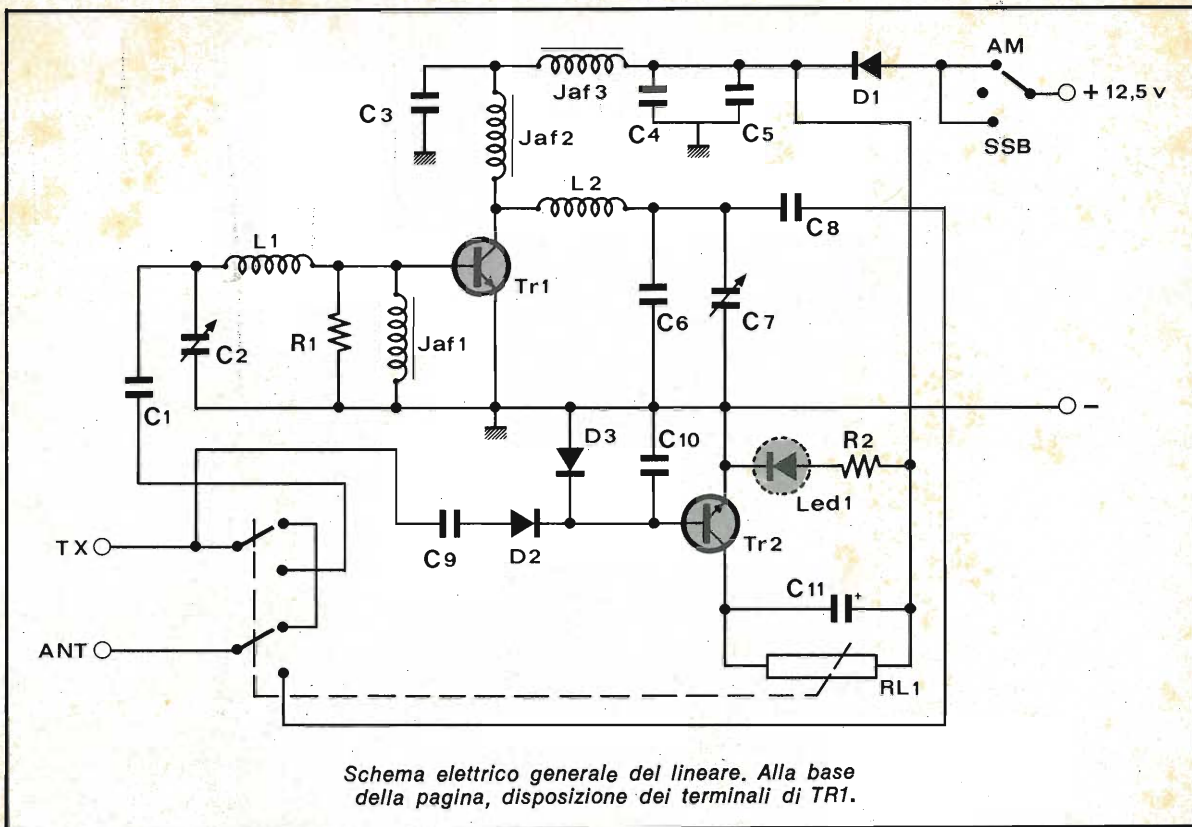 AM
+ 12,5 v
SSB
D1
Jaf3
C4
C5
C3
Jaf2
L2
C8
L1
Tr1
R1
Jaf1
C2
C6
C7
C1
–
D3
C10
R2
Led1
TX
C9
D2
Tr2
C11
+
ANT
RL1
Schema elettrico generale del lineare. Alla base
della pagina, disposizione dei terminali di TR1.